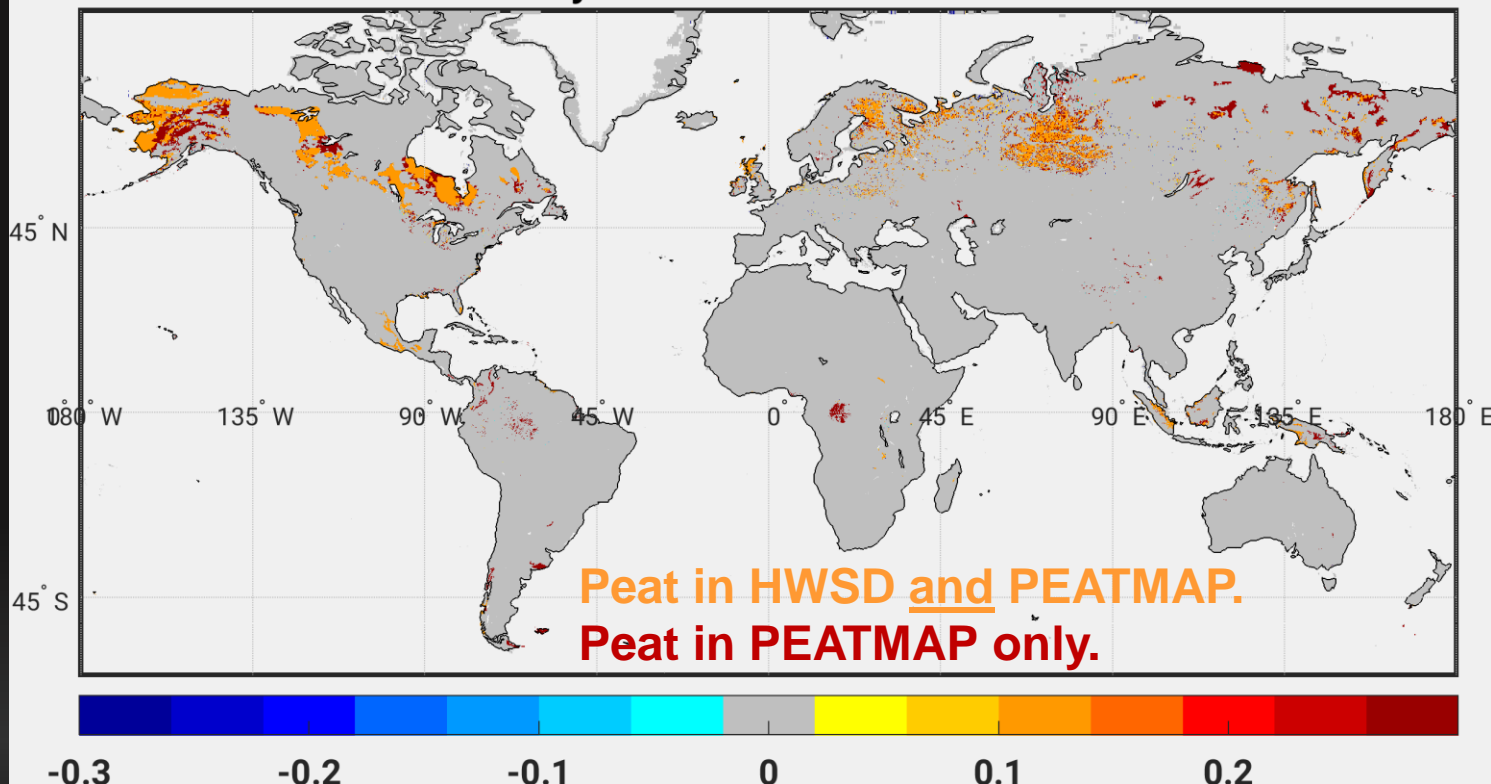 45° N
180° W 135° W 90° W 45° W 0° 45° E 90° E 135° E 180° E
45° S
Peat in HWSD and PEATMAP.
Peat in PEATMAP only.
-0.3 -0.2 -0.1 0 0.1 0.2